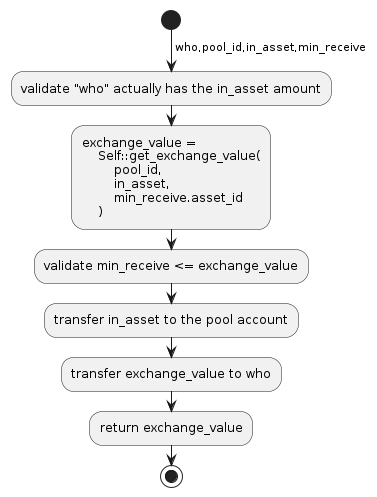 who,pool_id,in_asset,min_receive
validate "who" actually has the in_asset amount
exchange_value =
Self::get_exchange_value(
pool_id,
in_asset,
min_receive.asset_id
)
validate min_receive <= exchange_value
transfer in_asset to the pool account
transfer exchange_value to who
return exchange_value